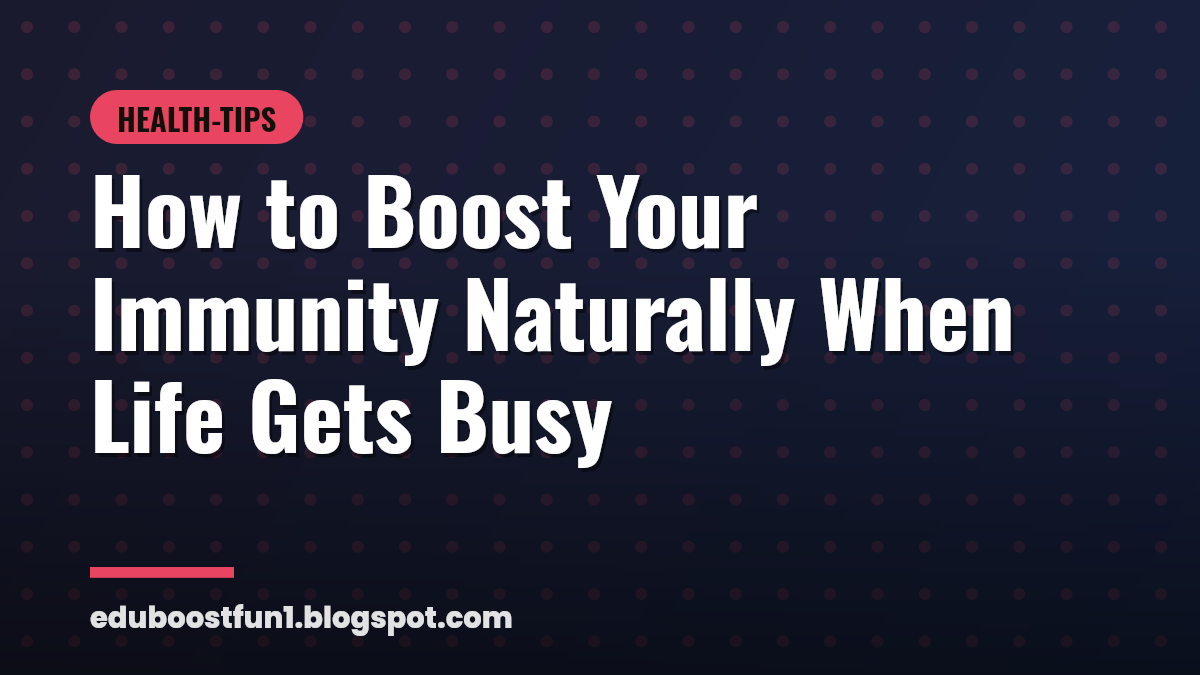 HEALTH-TIPS
How to Boost Your
Immunity Naturally When
Life Gets Busy
eduboostfun1.blogspot.com